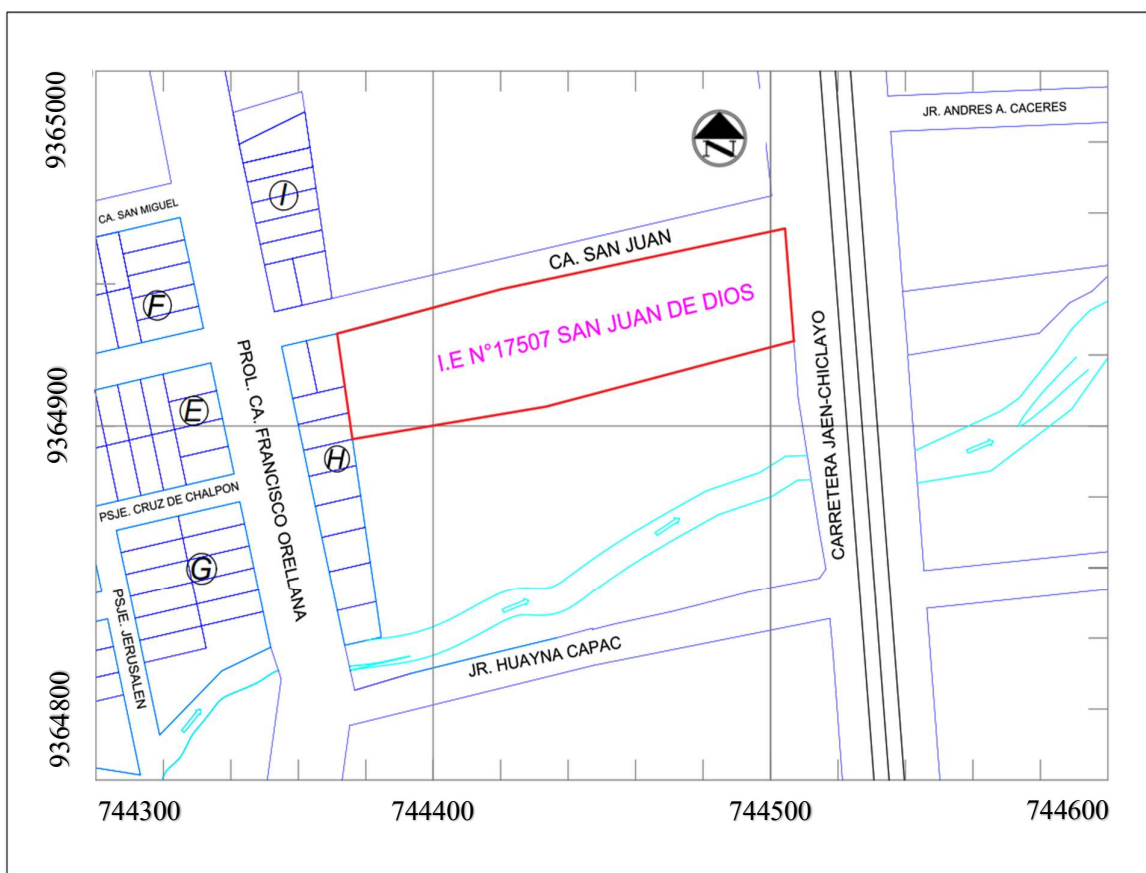 9365000
JR. ANDRES A. CACERES
N
I
CA. SAN MIGUEL
CA. SAN JUAN
F
I.E N°17507 SAN JUAN DE DIOS
9364900
E
H
PROL. CA. FRANCISCO ORELLANA
CARRETERA JAEN-CHICLAYO
PSJE. CRUZ DE CHALPON
G
PSJE. JERUSALEN
JR. HUAYNA CAPAC
9364800
744300
744400
744500
744600